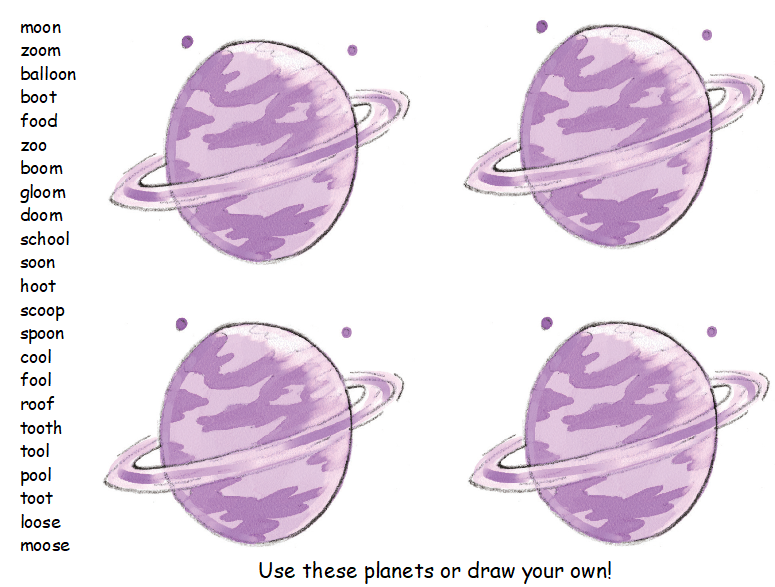 moon
zoom
balloon
boot
food
zoo
boom
gloom
doom
school
soon
hoot
scoop
spoon
cool
fool
roof
tooth
tool
pool
toot
loose
moose
Use these planets or draw your own!